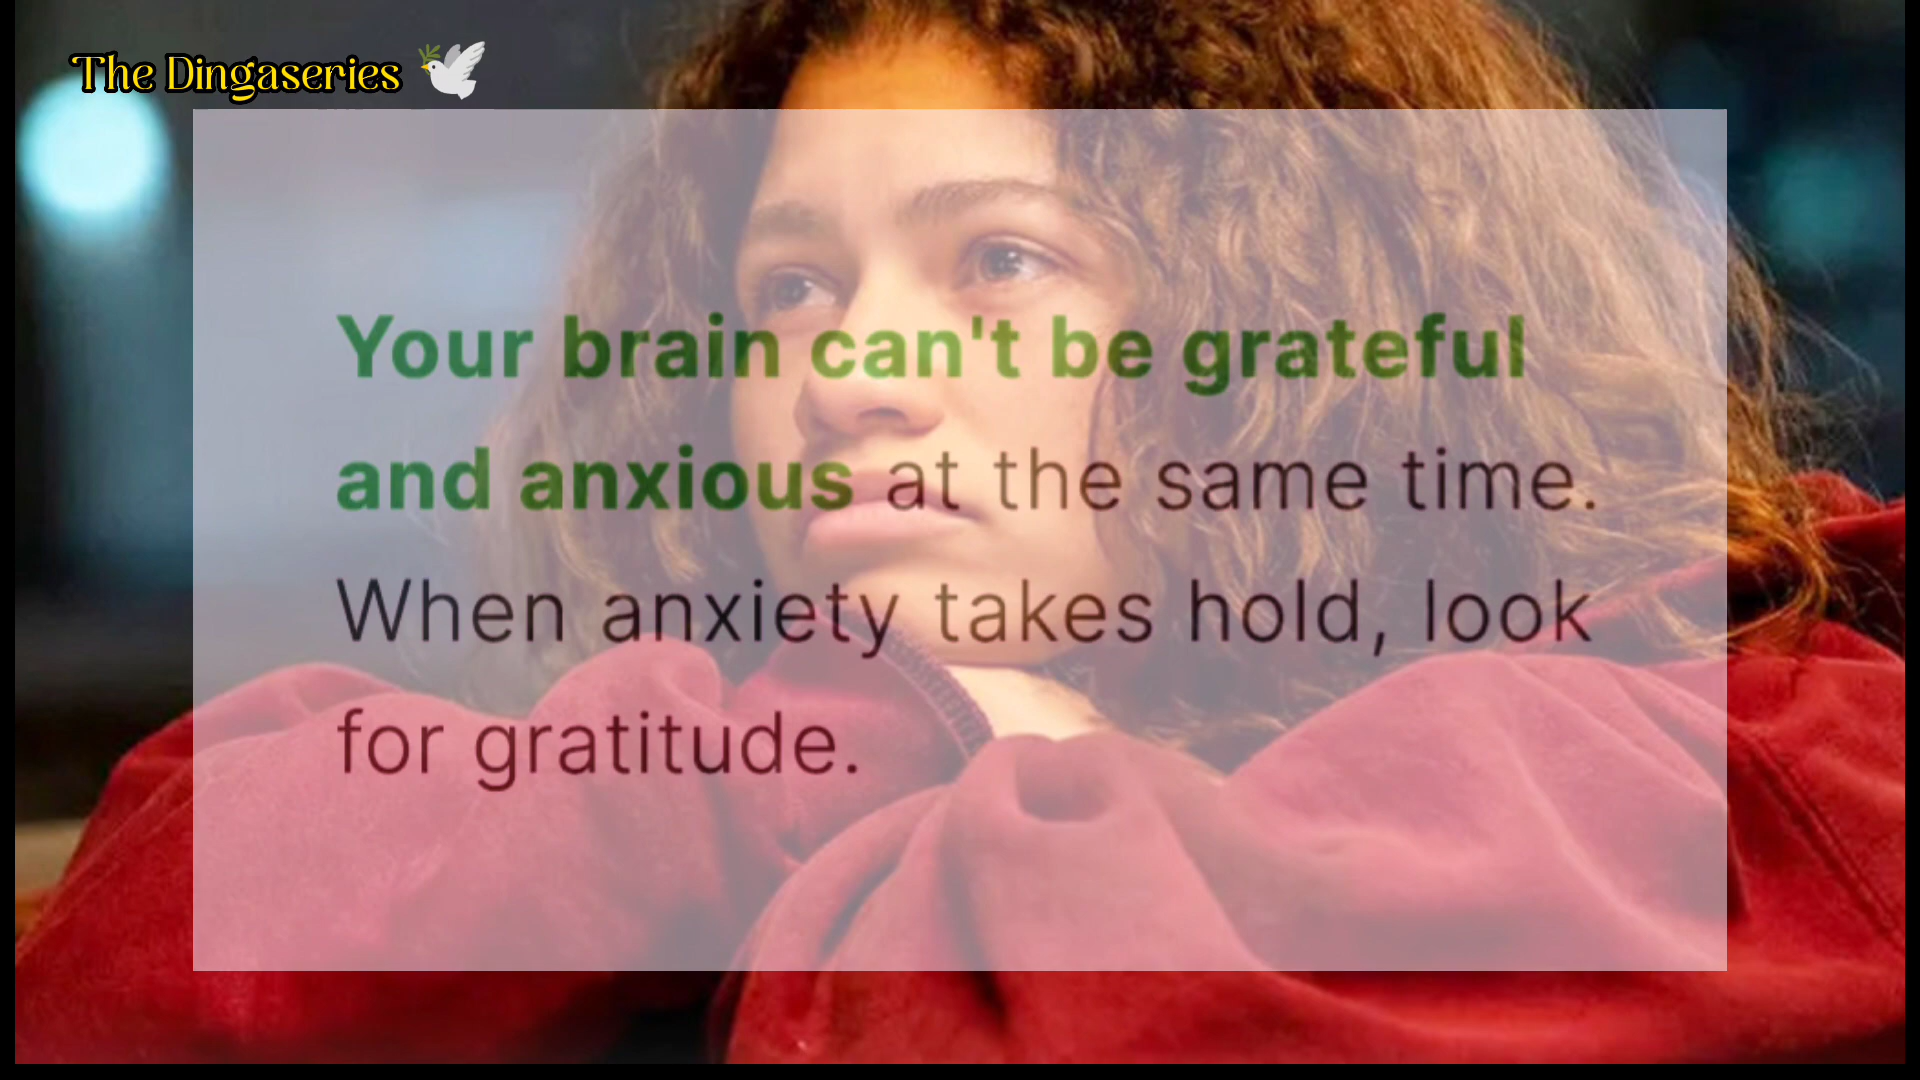 The Dingaseries
Your brain can't be grateful
and anxious at the same time.
When anxiety takes hold, look
for gratitude.